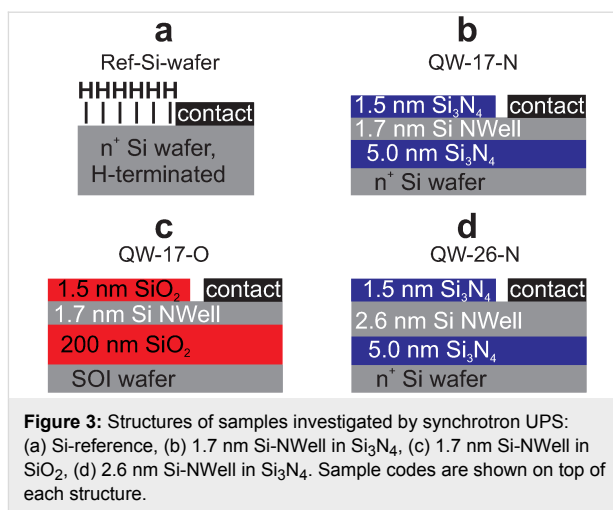 a
Ref-Si-wafer
HHHHHH
contact
n⁺ Si wafer,
H-terminated
b
QW-17-N
1.5 nm Si₃N₄
contact
1.7 nm Si NWell
5.0 nm Si₃N₄
n⁺ Si wafer
c
QW-17-O
1.5 nm SiO₂
contact
1.7 nm Si NWell
200 nm SiO₂
SOI wafer
d
QW-26-N
1.5 nm Si₃N₄
contact
2.6 nm Si NWell
5.0 nm Si₃N₄
n⁺ Si wafer
Figure 3: Structures of samples investigated by synchrotron UPS:
(a) Si-reference, (b) 1.7 nm Si-NWell in Si₃N₄, (c) 1.7 nm Si-NWell in
SiO₂, (d) 2.6 nm Si-NWell in Si₃N₄. Sample codes are shown on top of
each structure.